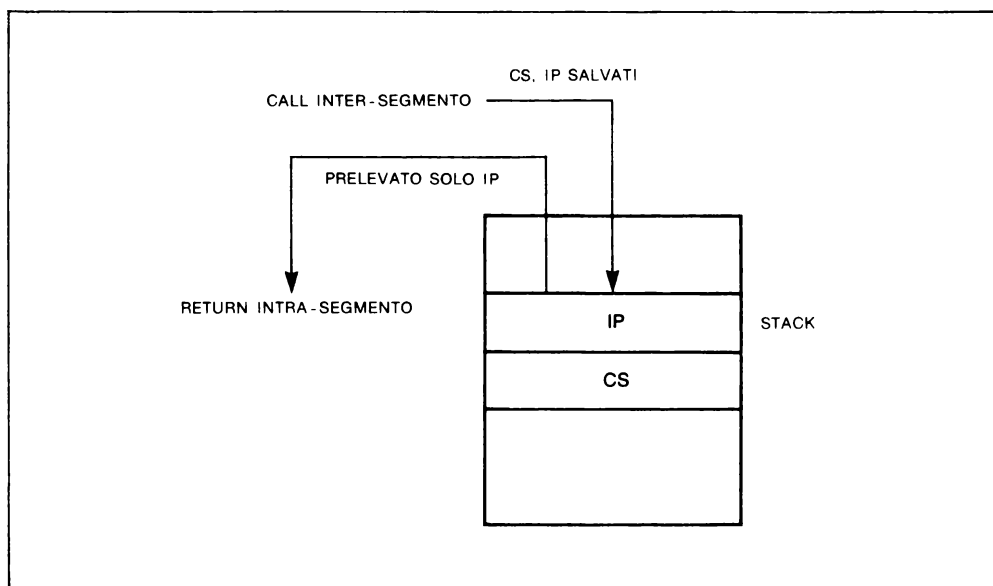 CS, IP SALVATI
CALL INTER-SEGMENTO
PRELEVATO SOLO IP
RETURN INTRA-SEGMENTO
IP
STACK
CS